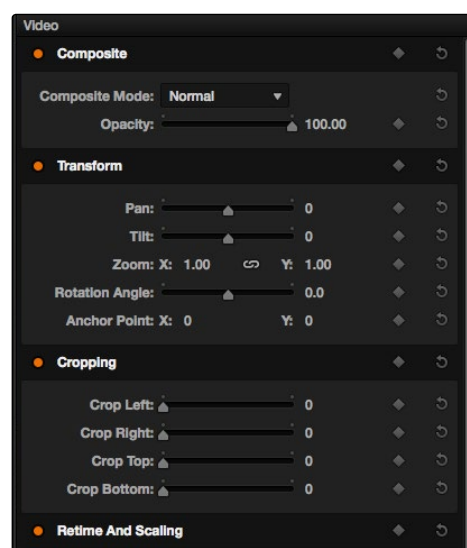 Video
Composite
Composite Mode: Normal
Opacity: 100.00
Transform
Pan: 0
Tilt: 0
Zoom: X: 1.00 Y: 1.00
Rotation Angle: 0.0
Anchor Point: X: 0 Y: 0
Cropping
Crop Left: 0
Crop Right: 0
Crop Top: 0
Crop Bottom: 0
Retime And Scaling